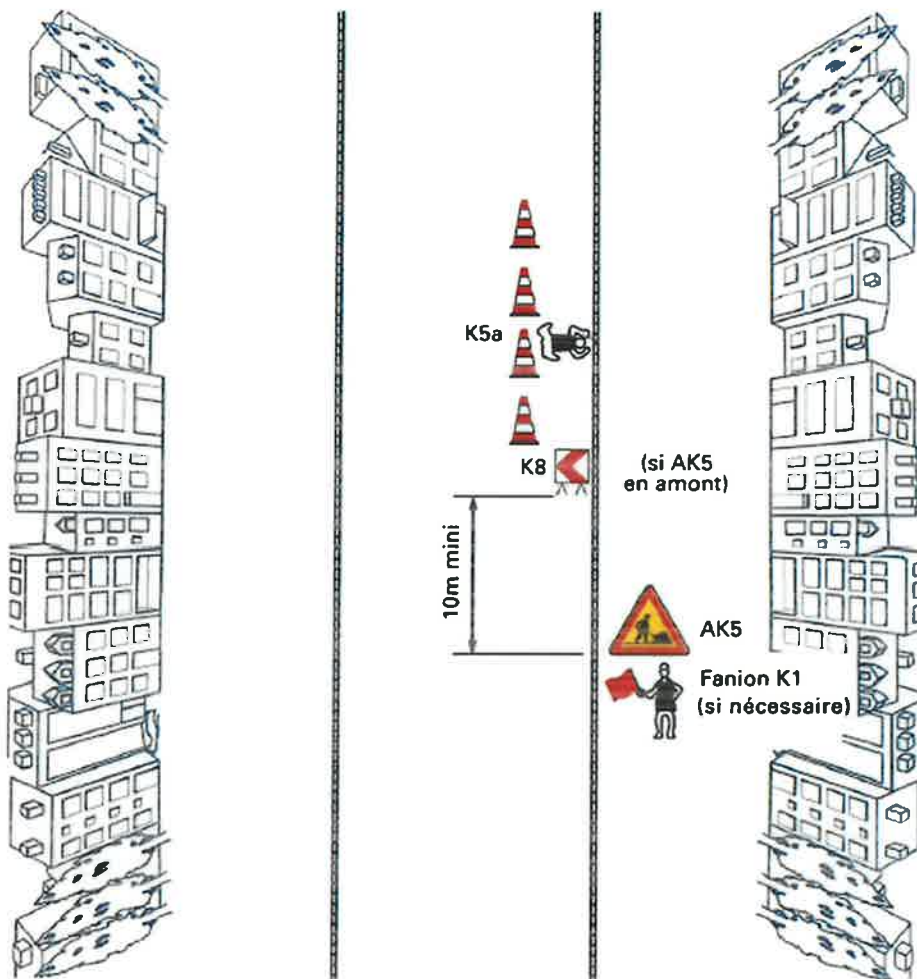 K5a
K8
(si AK5
en amont)
10m mini
AK5
Fanion K1
(si nécessaire)